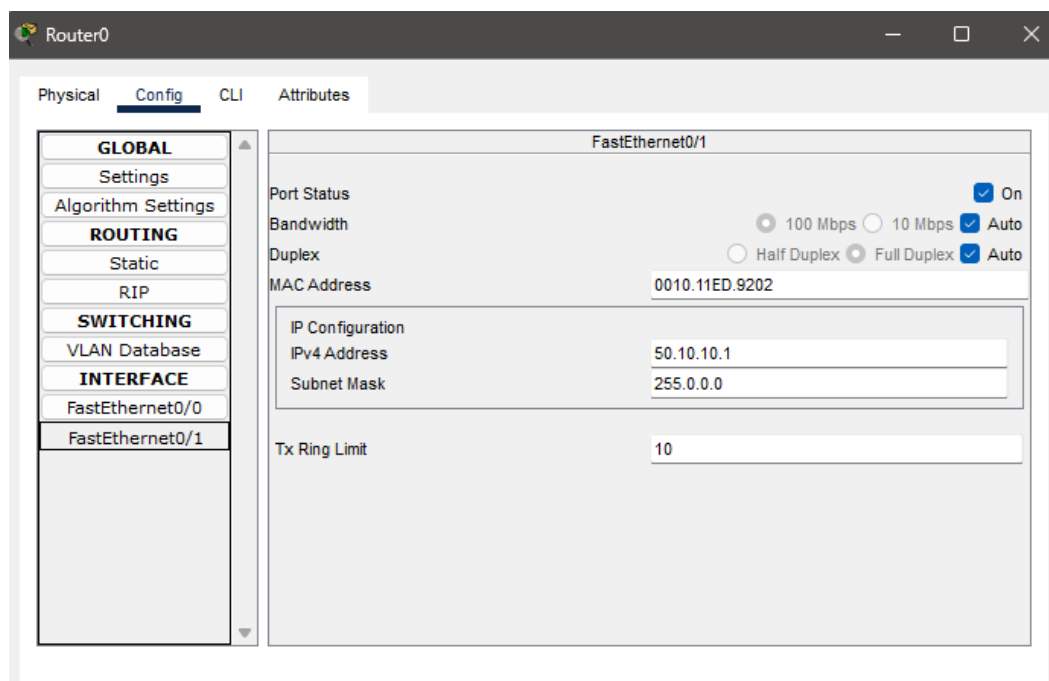 Router0
Physical Config CLI Attributes
GLOBAL
Settings
Algorithm Settings
ROUTING
Static
RIP
SWITCHING
VLAN Database
INTERFACE
FastEthernet0/0
FastEthernet0/1
FastEthernet0/1
Port Status On
Bandwidth 100 Mbps 10 Mbps Auto
Duplex Half Duplex Full Duplex Auto
MAC Address 0010.11ED.9202
IP Configuration
IPv4 Address 50.10.10.1
Subnet Mask 255.0.0.0
Tx Ring Limit 10